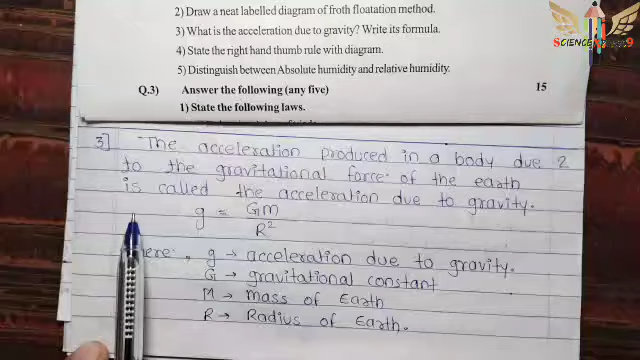 2) Draw a neat labelled diagram of froth floatation method.
3) What is the acceleration due to gravity? Write its formula.
4) State the right hand thumb rule with diagram.
5) Distinguish between Absolute humidity and relative humidity.
Q.3) Answer the following (any five) 15
1) State the following laws.
3] The acceleration produced in a body due 2
to the gravitational force of the earth
is called the acceleration due to gravity.
g = Gm
R²
here, g → acceleration due to gravity.
G → gravitational constant
M → mass of Earth
R → Radius of Earth.